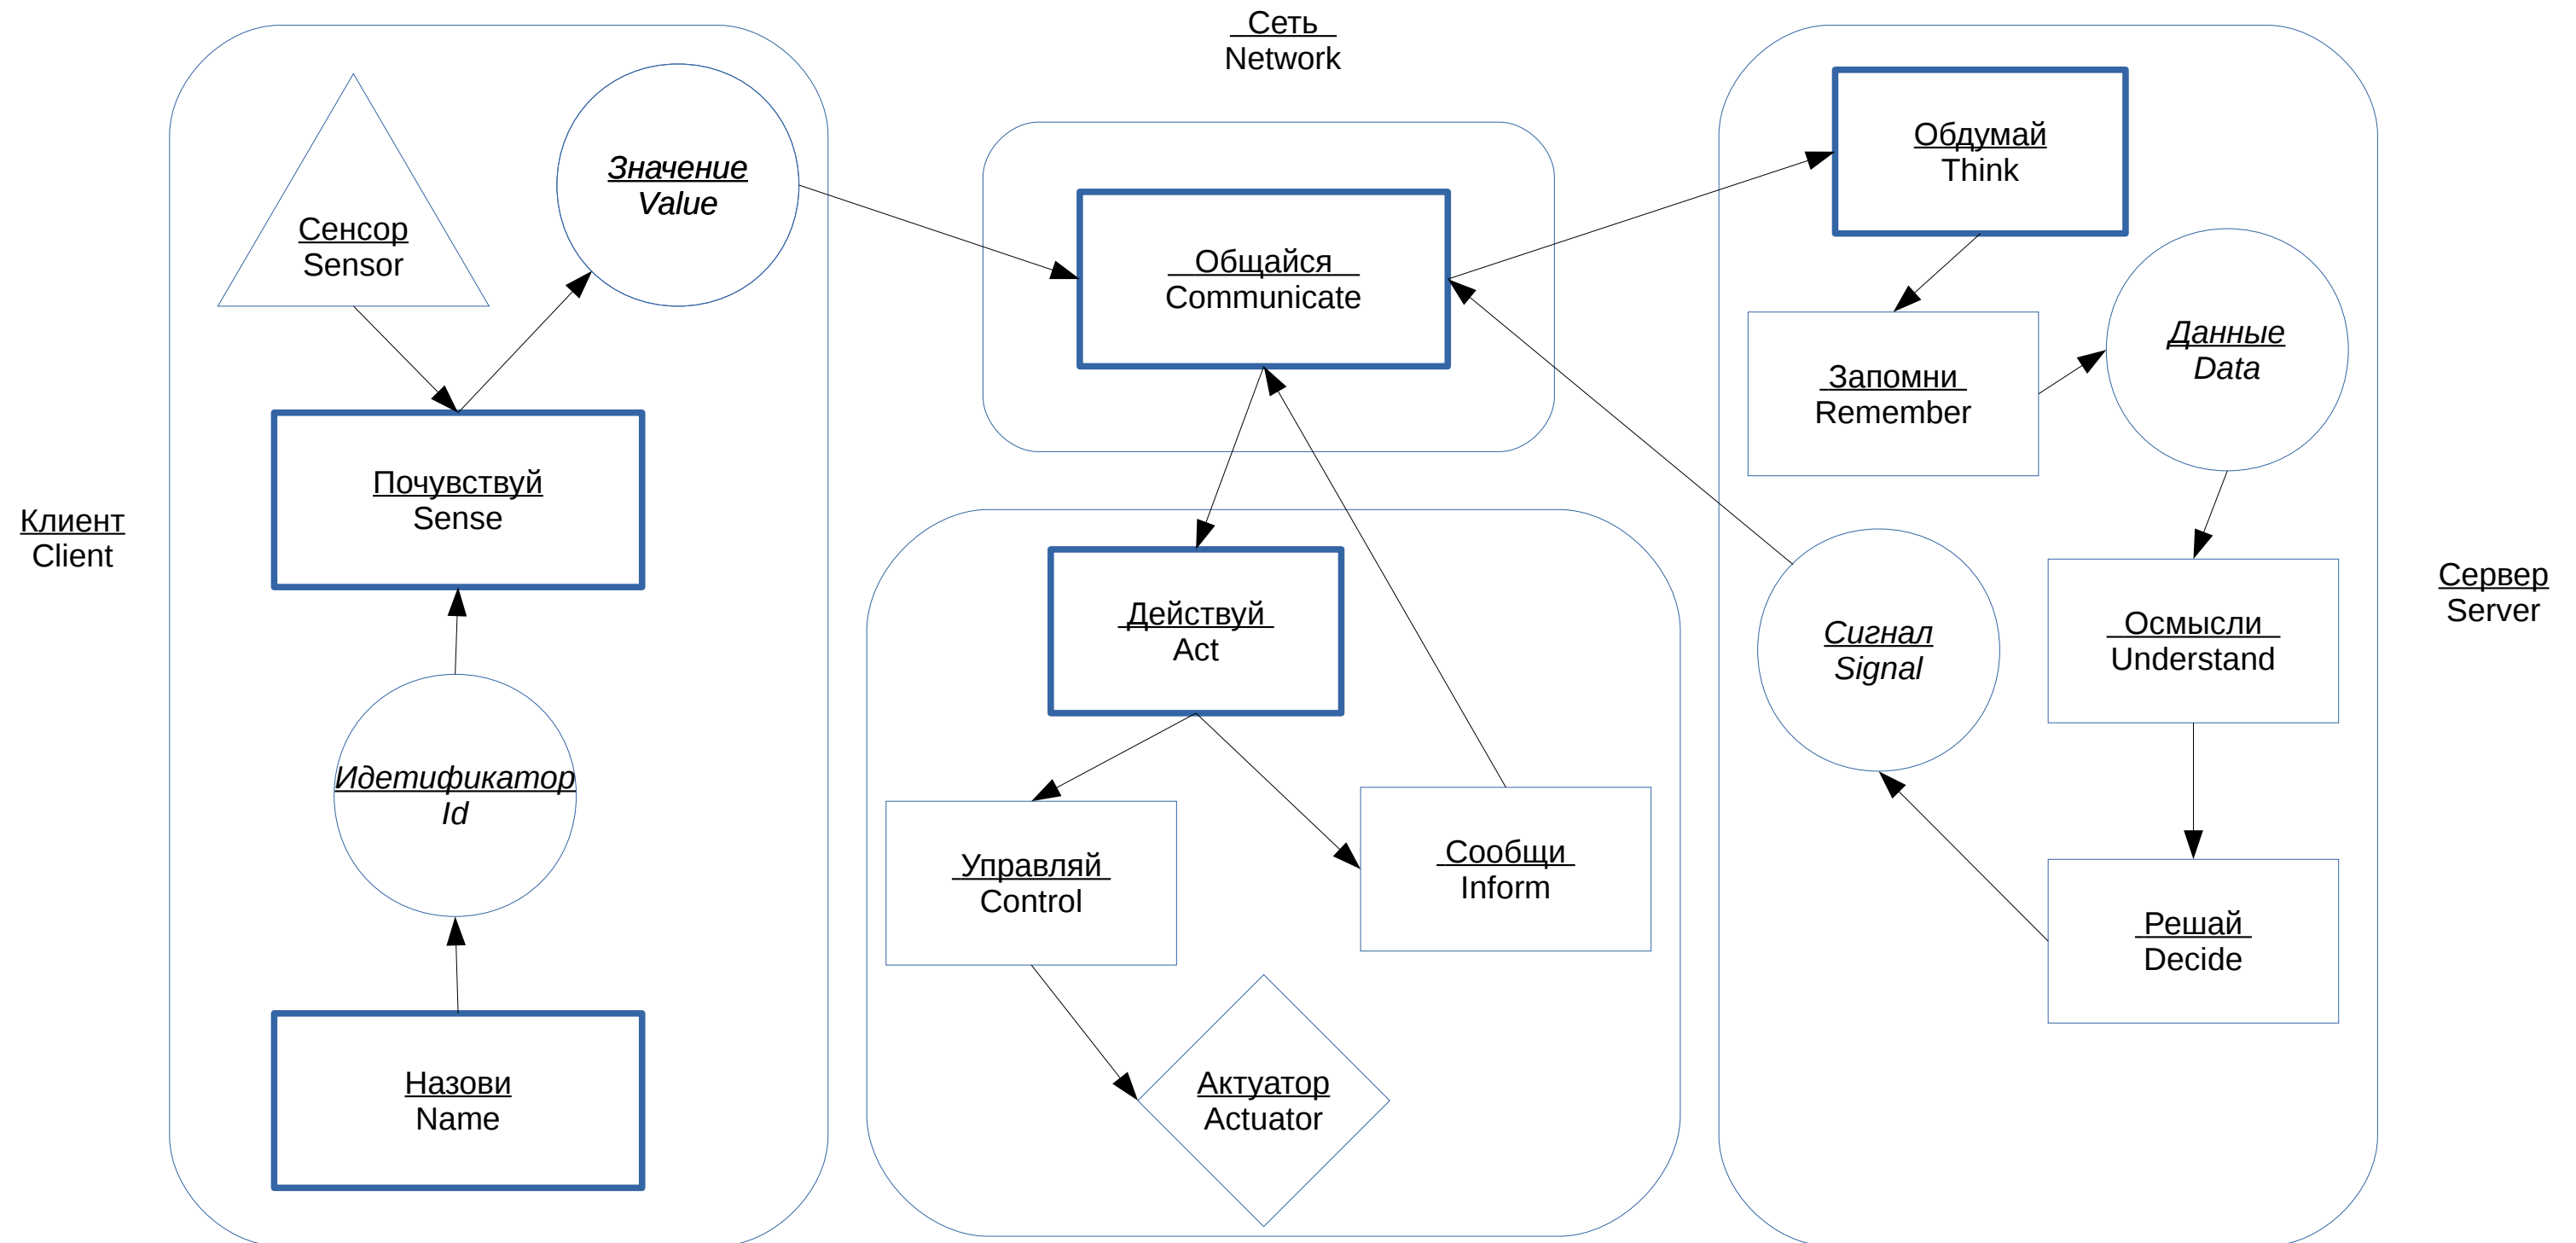 Сеть
Network
Сенсор
Sensor
Значение
Value
Почувствуй
Sense
Клиент
Client
Идетификатор
Id
Назови
Name
Общайся
Communicate
Действуй
Act
Управляй
Control
Сообщи
Inform
Актуатор
Actuator
Обдумай
Think
Запомни
Remember
Данные
Data
Осмысли
Understand
Сигнал
Signal
Решай
Decide
Сервер
Server